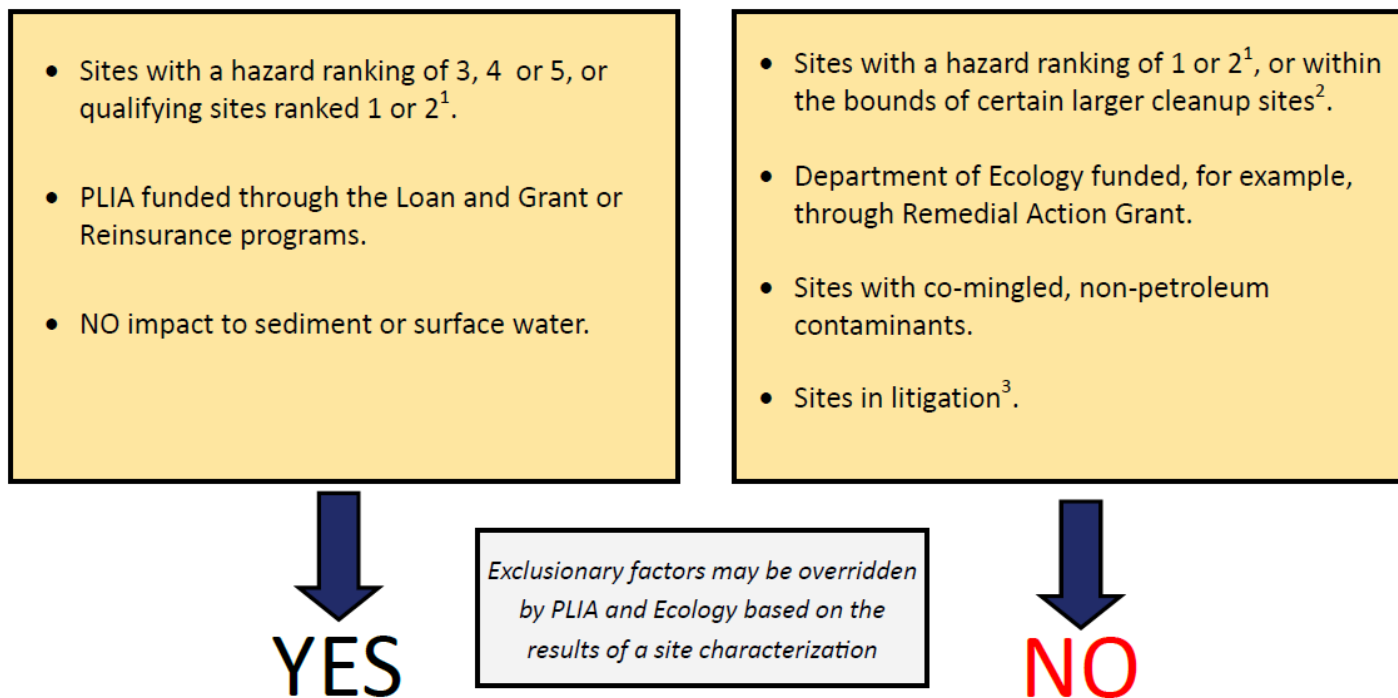 • Sites with a hazard ranking of 3, 4 or 5, or
qualifying sites ranked 1 or 2¹.
• PLIA funded through the Loan and Grant or
Reinsurance programs.
• NO impact to sediment or surface water.
• Sites with a hazard ranking of 1 or 2¹, or within
the bounds of certain larger cleanup sites².
• Department of Ecology funded, for example,
through Remedial Action Grant.
• Sites with co-mingled, non-petroleum
contaminants.
• Sites in litigation³.
Exclusionary factors may be overridden
by PLIA and Ecology based on the
results of a site characterization
YES
NO